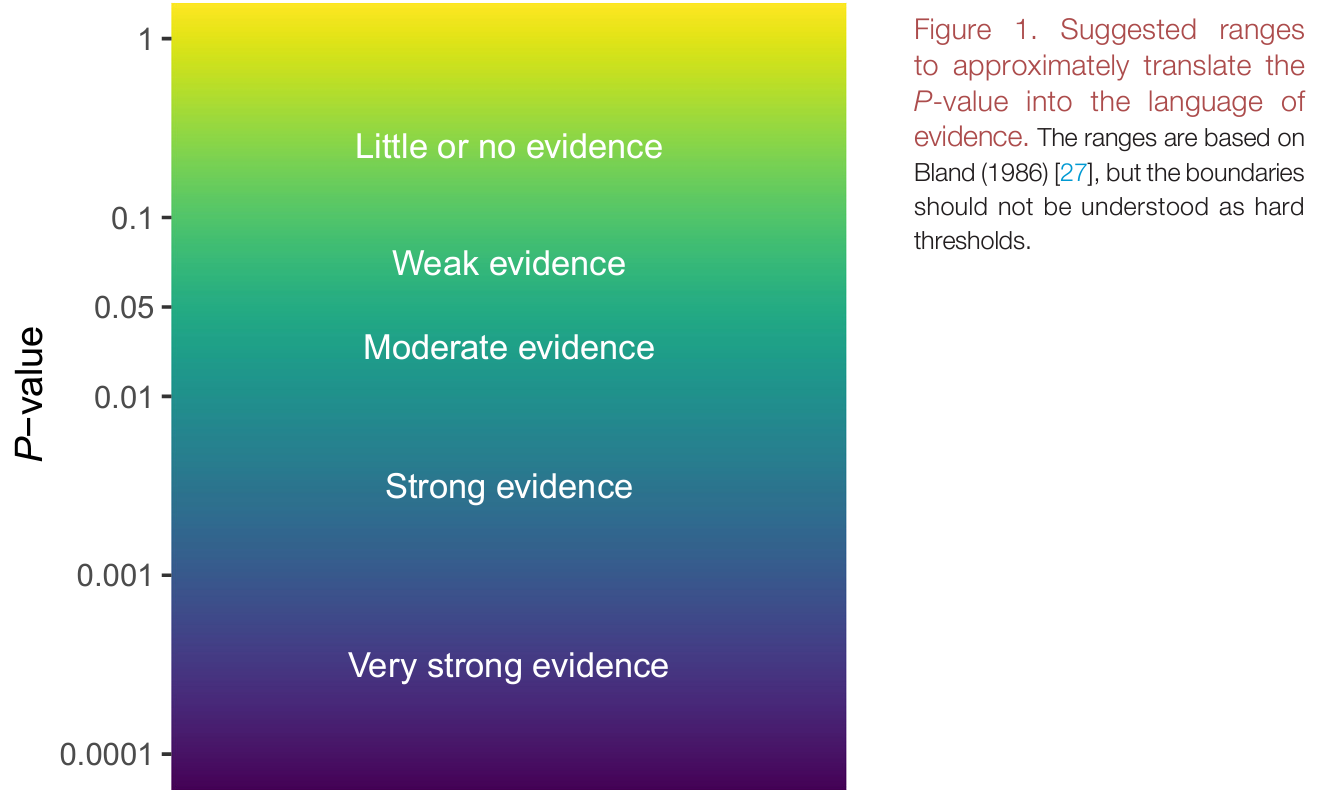 1
Little or no evidence
0.1
Weak evidence
0.05
Moderate evidence
0.01
Strong evidence
0.001
Very strong evidence
0.0001
P–value
Figure 1. Suggested ranges
to approximately translate the
P-value into the language of
evidence. The ranges are based on
Bland (1986) [27], but the boundaries
should not be understood as hard
thresholds.